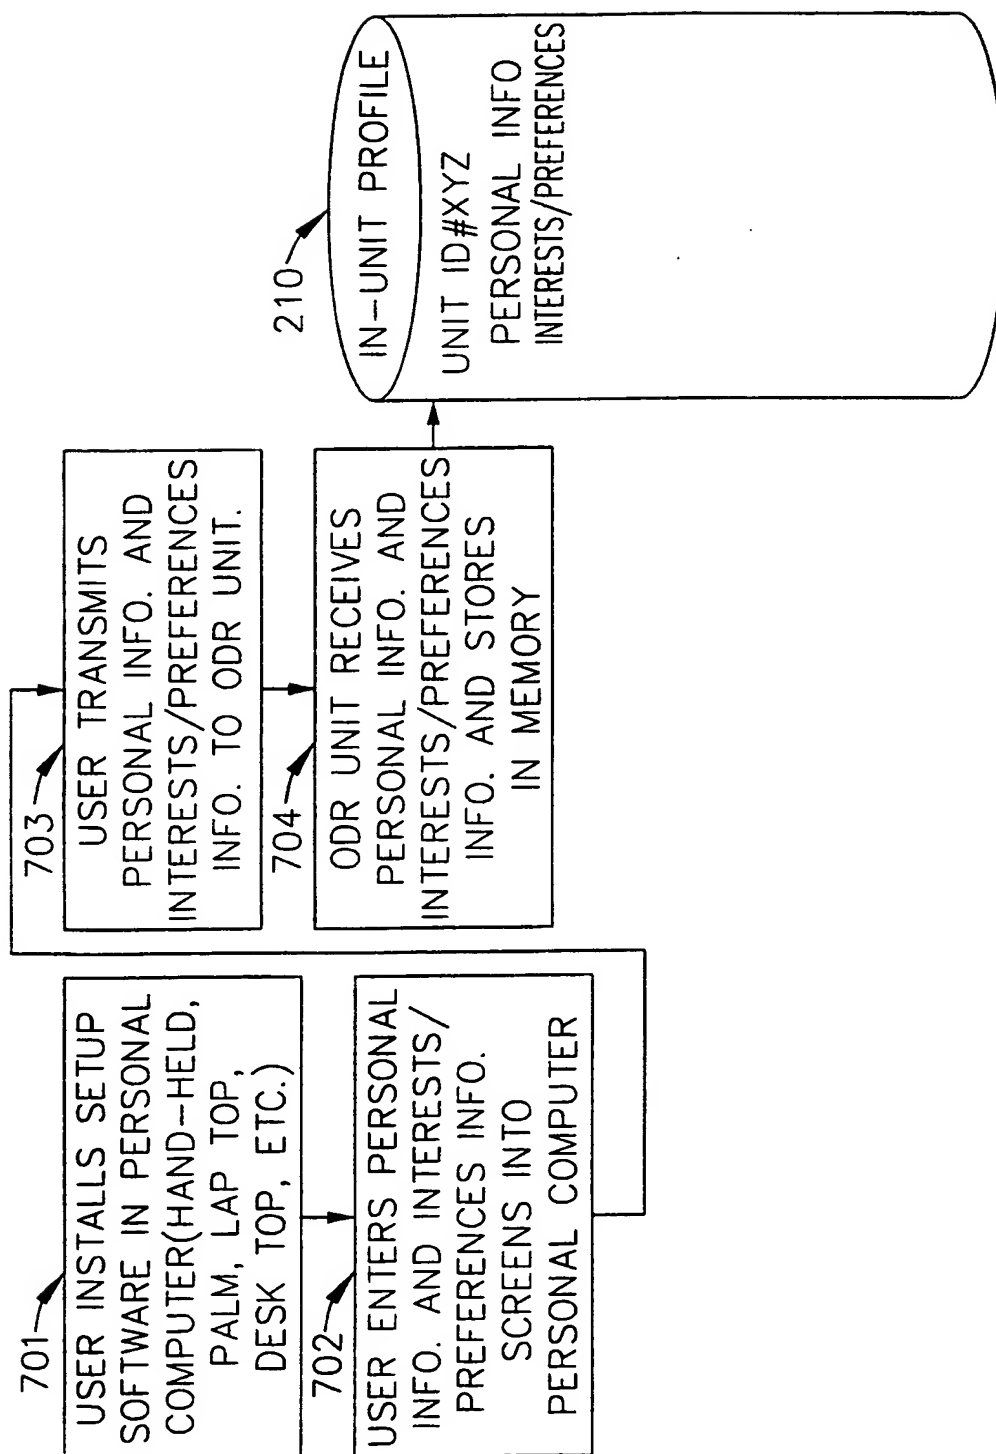 701
USER INSTALLS SETUP
SOFTWARE IN PERSONAL
COMPUTER(HAND-HELD,
PALM, LAP TOP,
DESK TOP, ETC.)
702
USER ENTERS PERSONAL
INFO. AND INTERESTS/
PREFERENCES INFO.
SCREENS INTO
PERSONAL COMPUTER
703
USER TRANSMITS
PERSONAL INFO. AND
INTERESTS/PREFERENCES
INFO. TO ODR UNIT.
704
ODR UNIT RECEIVES
PERSONAL INFO. AND
INTERESTS/PREFERENCES
INFO. AND STORES
IN MEMORY
210
IN-UNIT PROFILE
UNIT ID#XYZ
PERSONAL INFO
INTERESTS/PREFERENCES